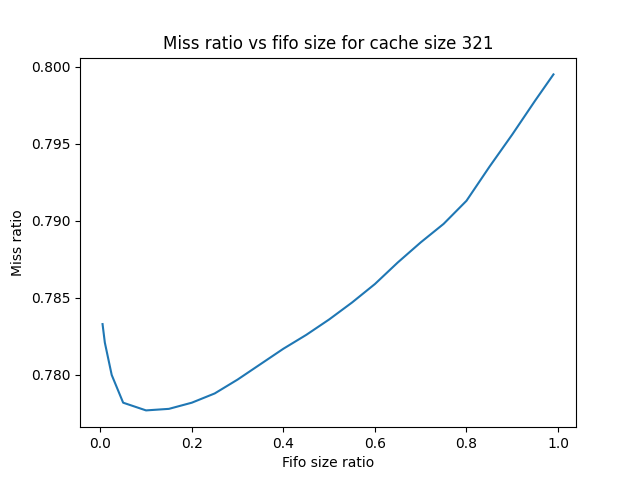 Miss ratio vs fifo size for cache size 321
0.800
0.795
0.790
0.785
0.780
Miss ratio
0.0 0.2 0.4 0.6 0.8 1.0
Fifo size ratio